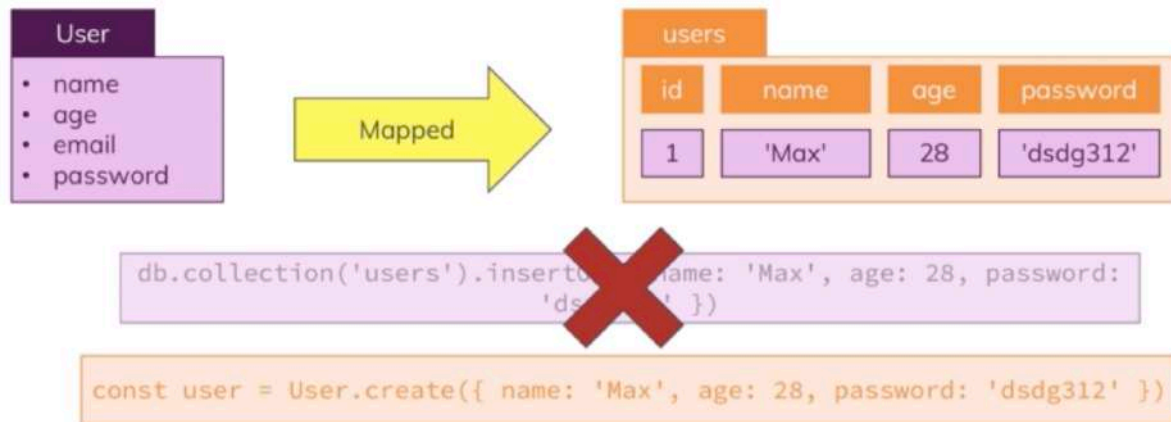 User
• name
• age
• email
• password
Mapped
users
id name age password
1 'Max' 28 'dsdg312'
db.collection('users').insertO name: 'Max', age: 28, password:
'ds ' })
const user = User.create({ name: 'Max', age: 28, password: 'dsdg312' })